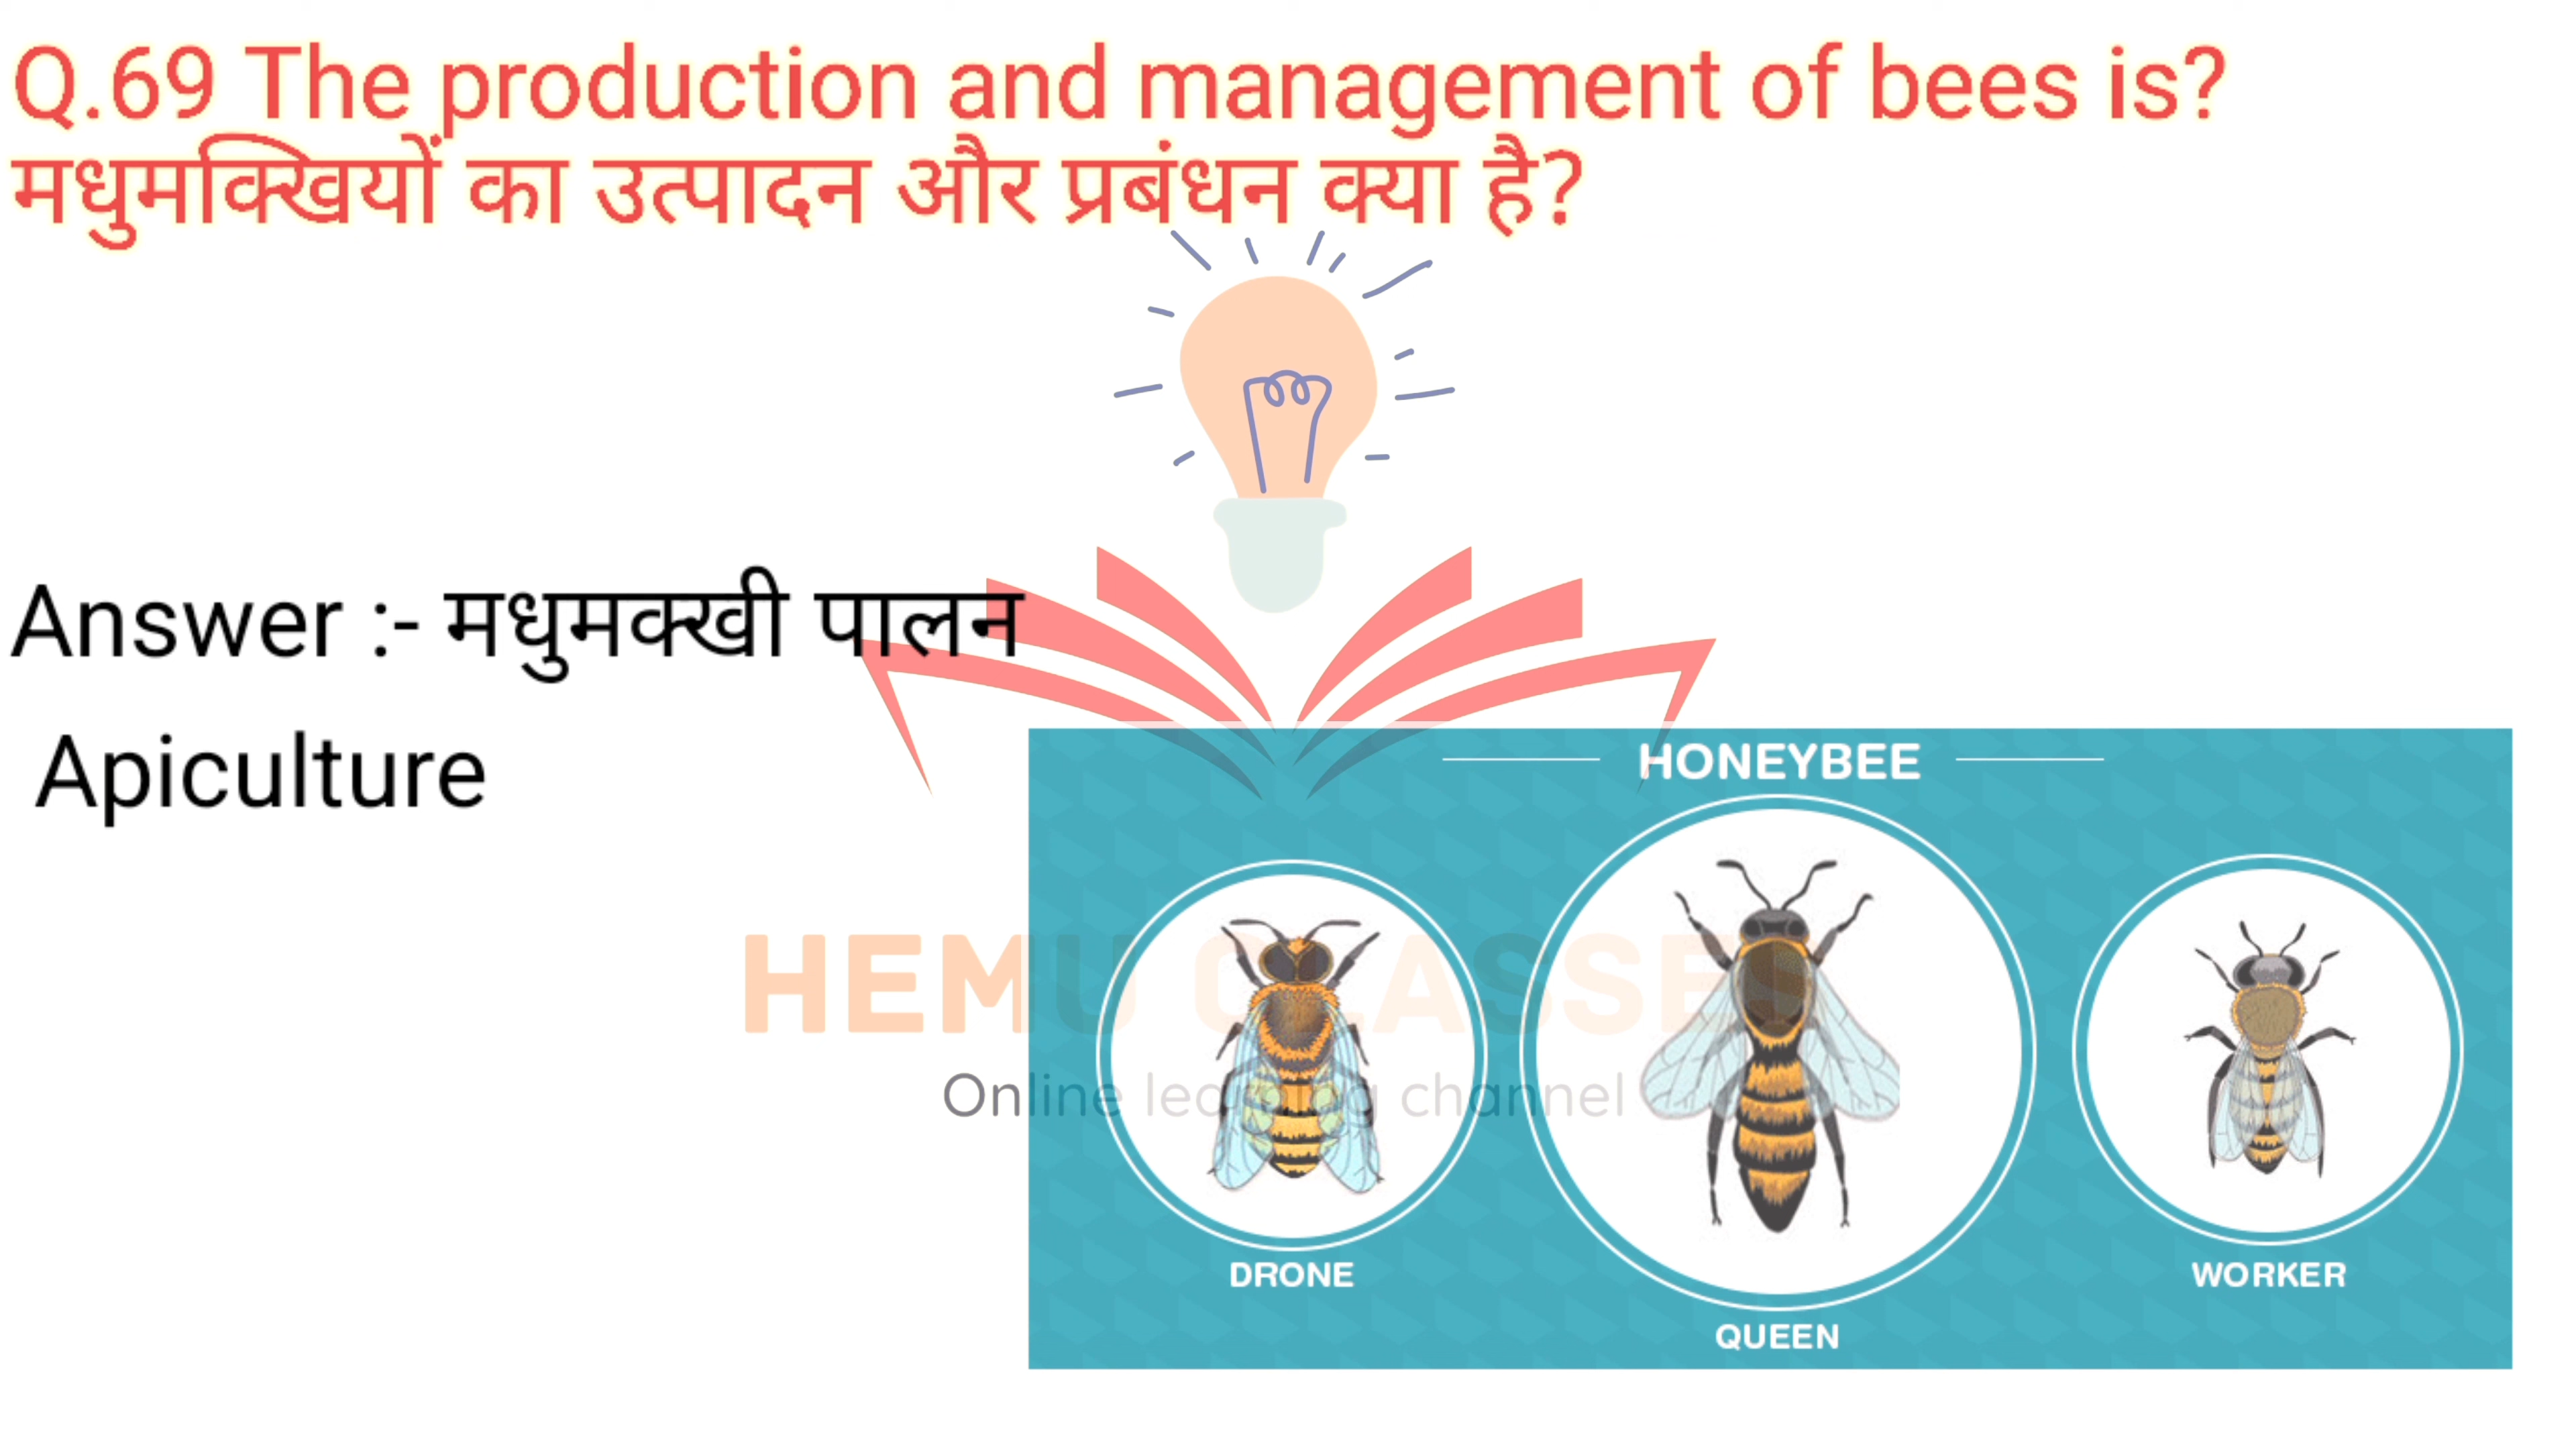 Q.69 The production and management of bees is?
मधुमक्खियों का उत्पादन और प्रबंधन क्या है?
Answer :- मधुमक्खी पालन
Apiculture
HONEYBEE
HEMU CLASSES
Online learning channel
DRONE
QUEEN
WORKER